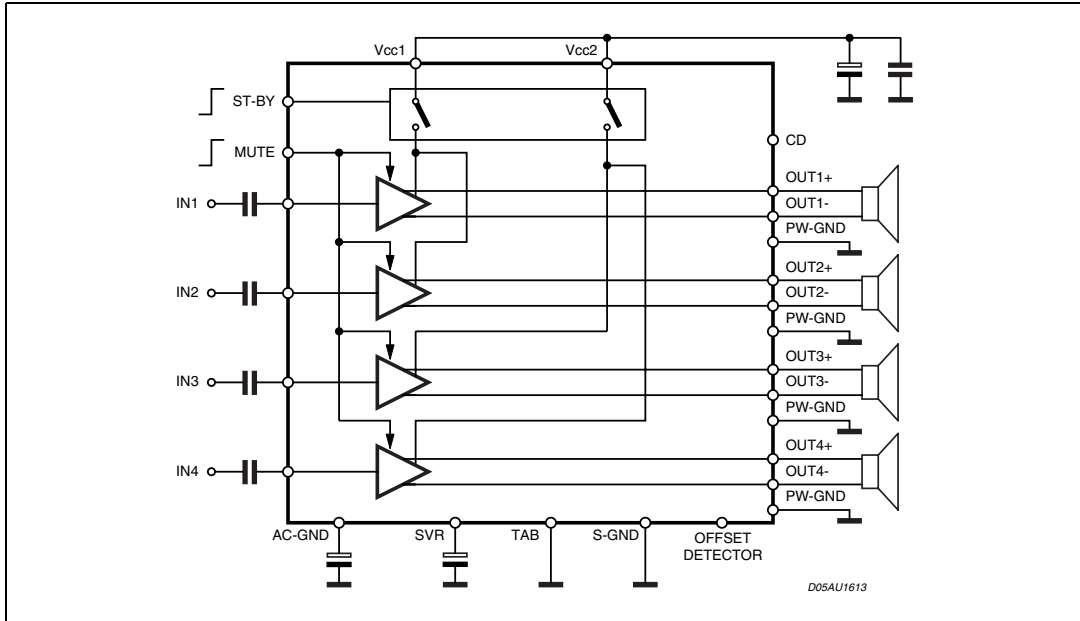 Vcc1
Vcc2
ST-BY
MUTE
CD
IN1
OUT1+
OUT1-
PW-GND
IN2
OUT2+
OUT2-
PW-GND
IN3
OUT3+
OUT3-
PW-GND
IN4
OUT4+
OUT4-
PW-GND
AC-GND
SVR
TAB
S-GND
OFFSET
DETECTOR
D05AU1613